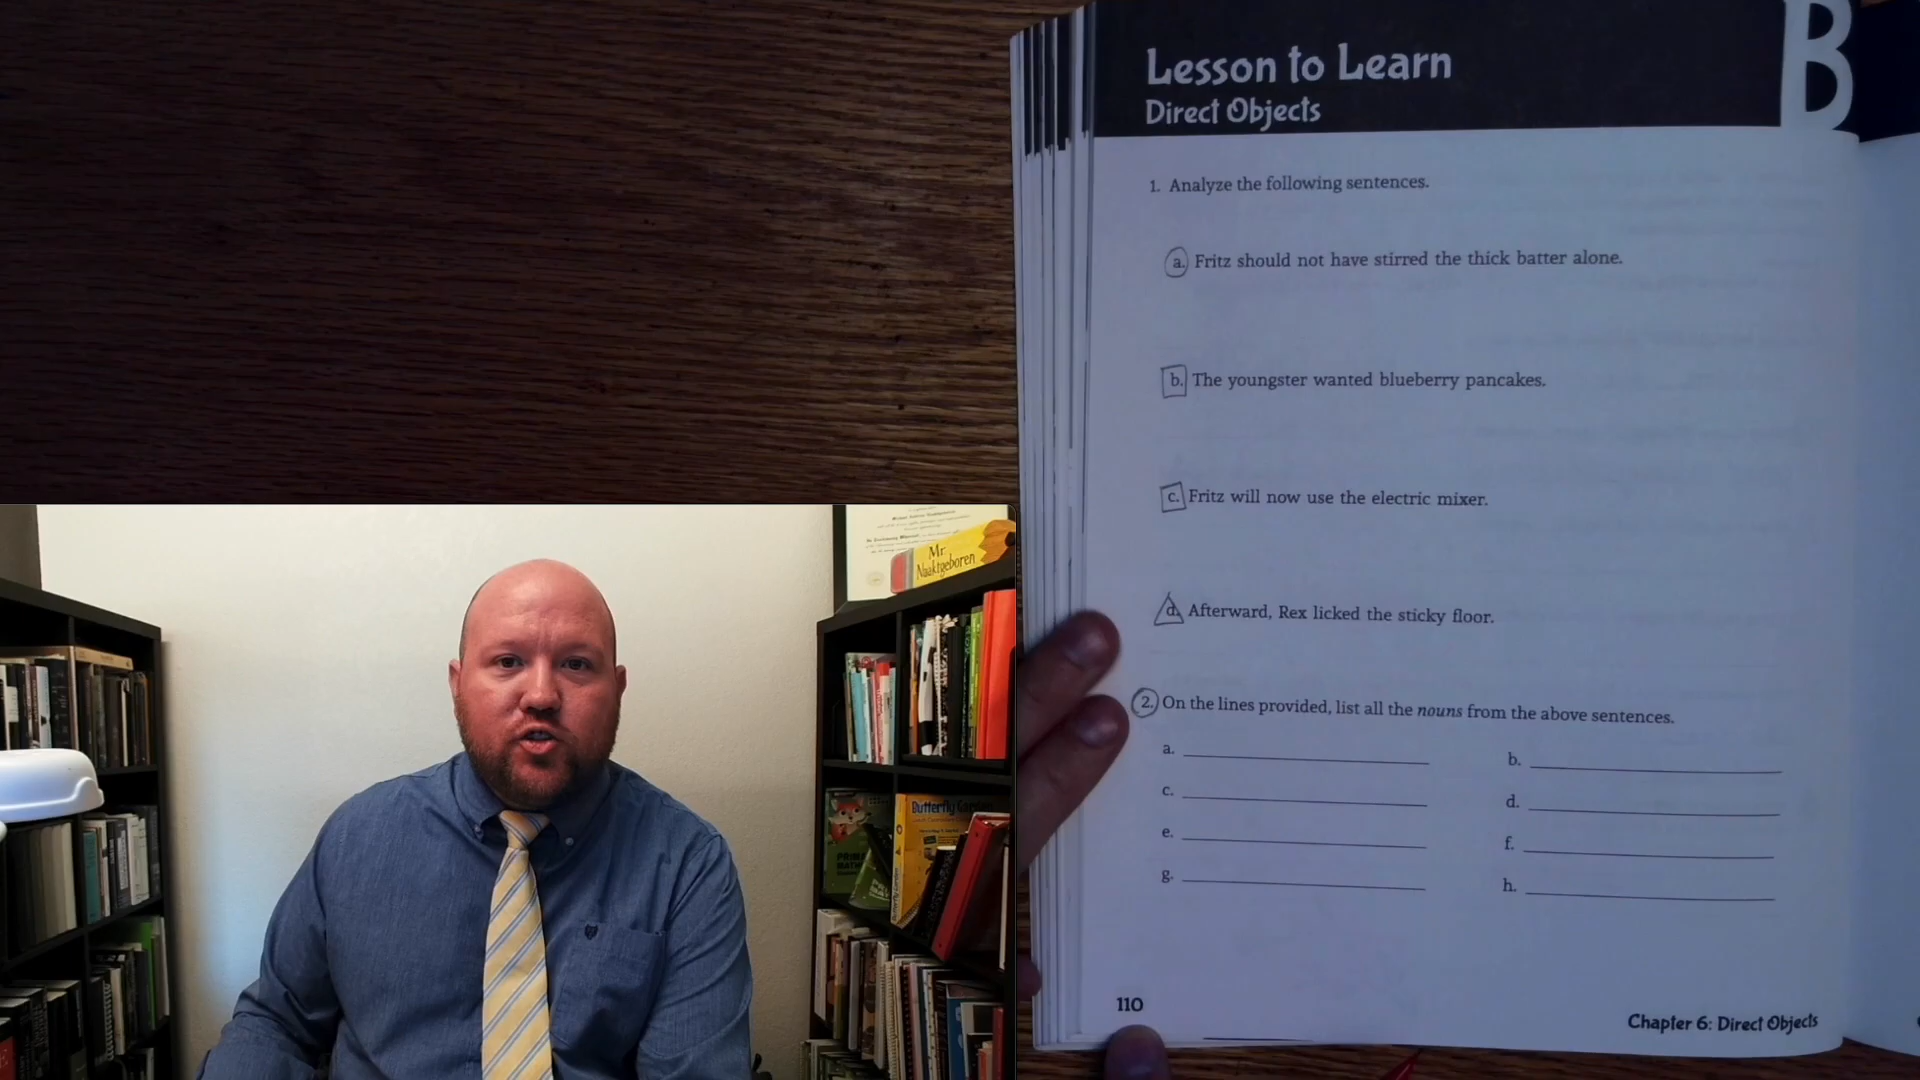 Lesson to Learn
Direct Objects
B
1. Analyze the following sentences.
a. Fritz should not have stirred the thick batter alone.
b. The youngster wanted blueberry pancakes.
c. Fritz will now use the electric mixer.
d. Afterward, Rex licked the sticky floor.
2. On the lines provided, list all the nouns from the above sentences.
a.
b.
c.
d.
e.
f.
g.
h.
110
Chapter 6: Direct Objects
Mr.
Naaktgeboren
Butterfly